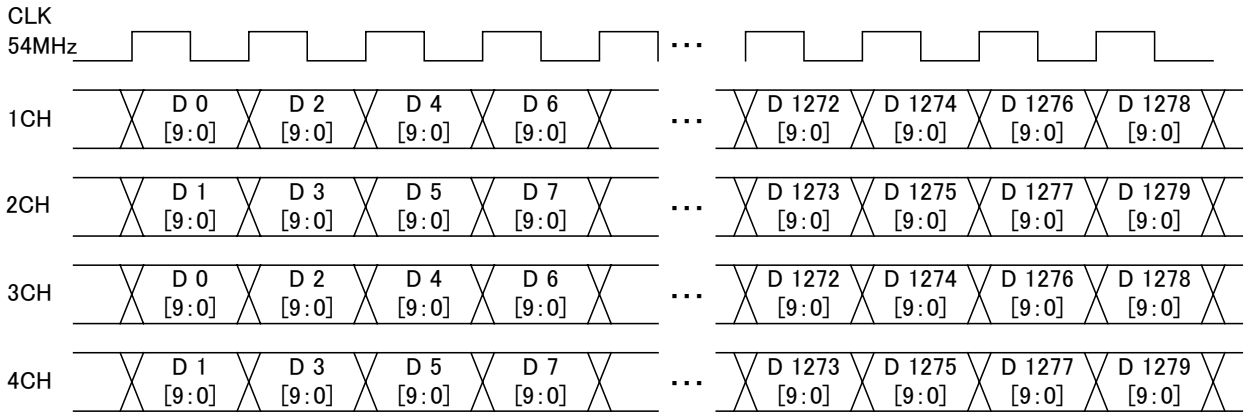 CLK
54MHz ...
1CH D 0 D 2 D 4 D 6 ... D 1272 D 1274 D 1276 D 1278
[9:0] [9:0] [9:0] [9:0] [9:0] [9:0] [9:0] [9:0]
2CH D 1 D 3 D 5 D 7 ... D 1273 D 1275 D 1277 D 1279
[9:0] [9:0] [9:0] [9:0] [9:0] [9:0] [9:0] [9:0]
3CH D 0 D 2 D 4 D 6 ... D 1272 D 1274 D 1276 D 1278
[9:0] [9:0] [9:0] [9:0] [9:0] [9:0] [9:0] [9:0]
4CH D 1 D 3 D 5 D 7 ... D 1273 D 1275 D 1277 D 1279
[9:0] [9:0] [9:0] [9:0] [9:0] [9:0] [9:0] [9:0]